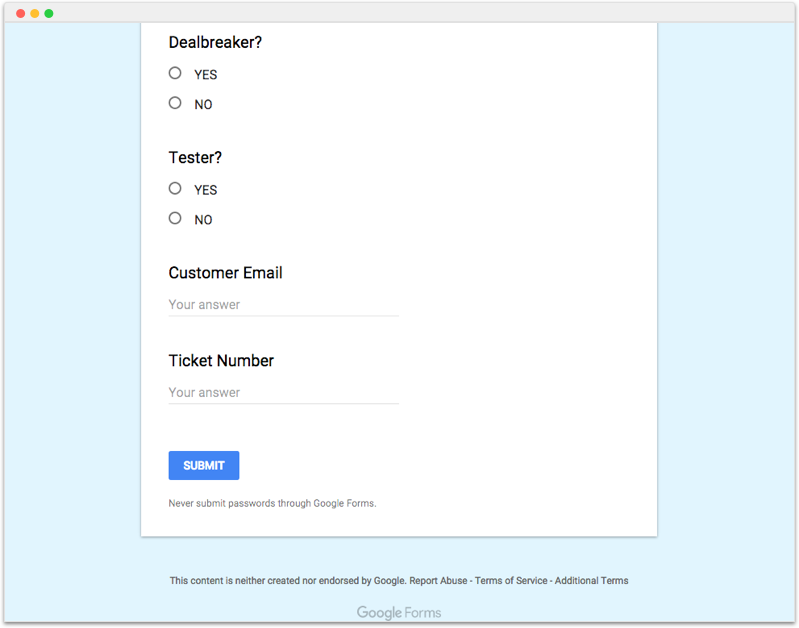 Dealbreaker?
YES
NO
Tester?
YES
NO
Customer Email
Your answer
Ticket Number
Your answer
SUBMIT
Never submit passwords through Google Forms.
This content is neither created nor endorsed by Google. Report Abuse - Terms of Service - Additional Terms
Google Forms